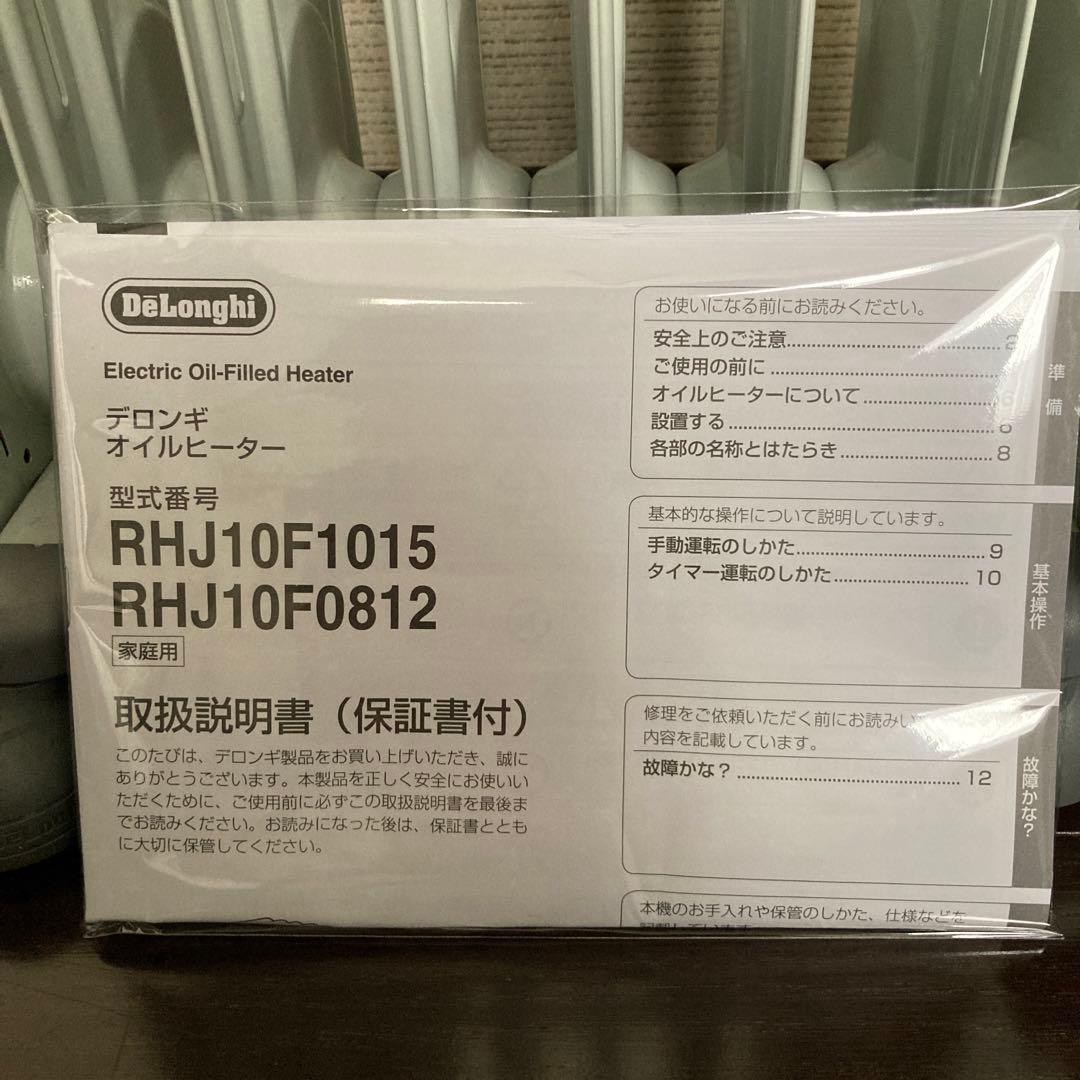 DeLonghi
Electric Oil-Filled Heater
デロンギ
オイルヒーター
型式番号
RHJ10F1015
RHJ10F0812
家庭用
取扱説明書（保証書付）
このたびは、デロンギ製品をお買い上げいただき、誠に
ありがとうございます。本製品を正しく安全にお使いい
ただくために、ご使用前に必ずこの取扱説明書を最後ま
でお読みください。お読みになった後は、保証書ととも
に大切に保管してください。
お使いになる前にお読みください。
安全上のご注意.................... 2
ご使用の前に....................
オイルヒーターについて.................... 6
設置する.................... 6
各部の名称とはたらき.................... 8
準備
基本的な操作について説明しています。
手動運転のしかた.................... 9
タイマー運転のしかた.................... 10
基本操作
修理をご依頼いただく前にお読みい
内容を記載しています。
故障かな？.................... 12
故障かな？
本機のお手入れや保管のしかた、仕様などを
記載しています。